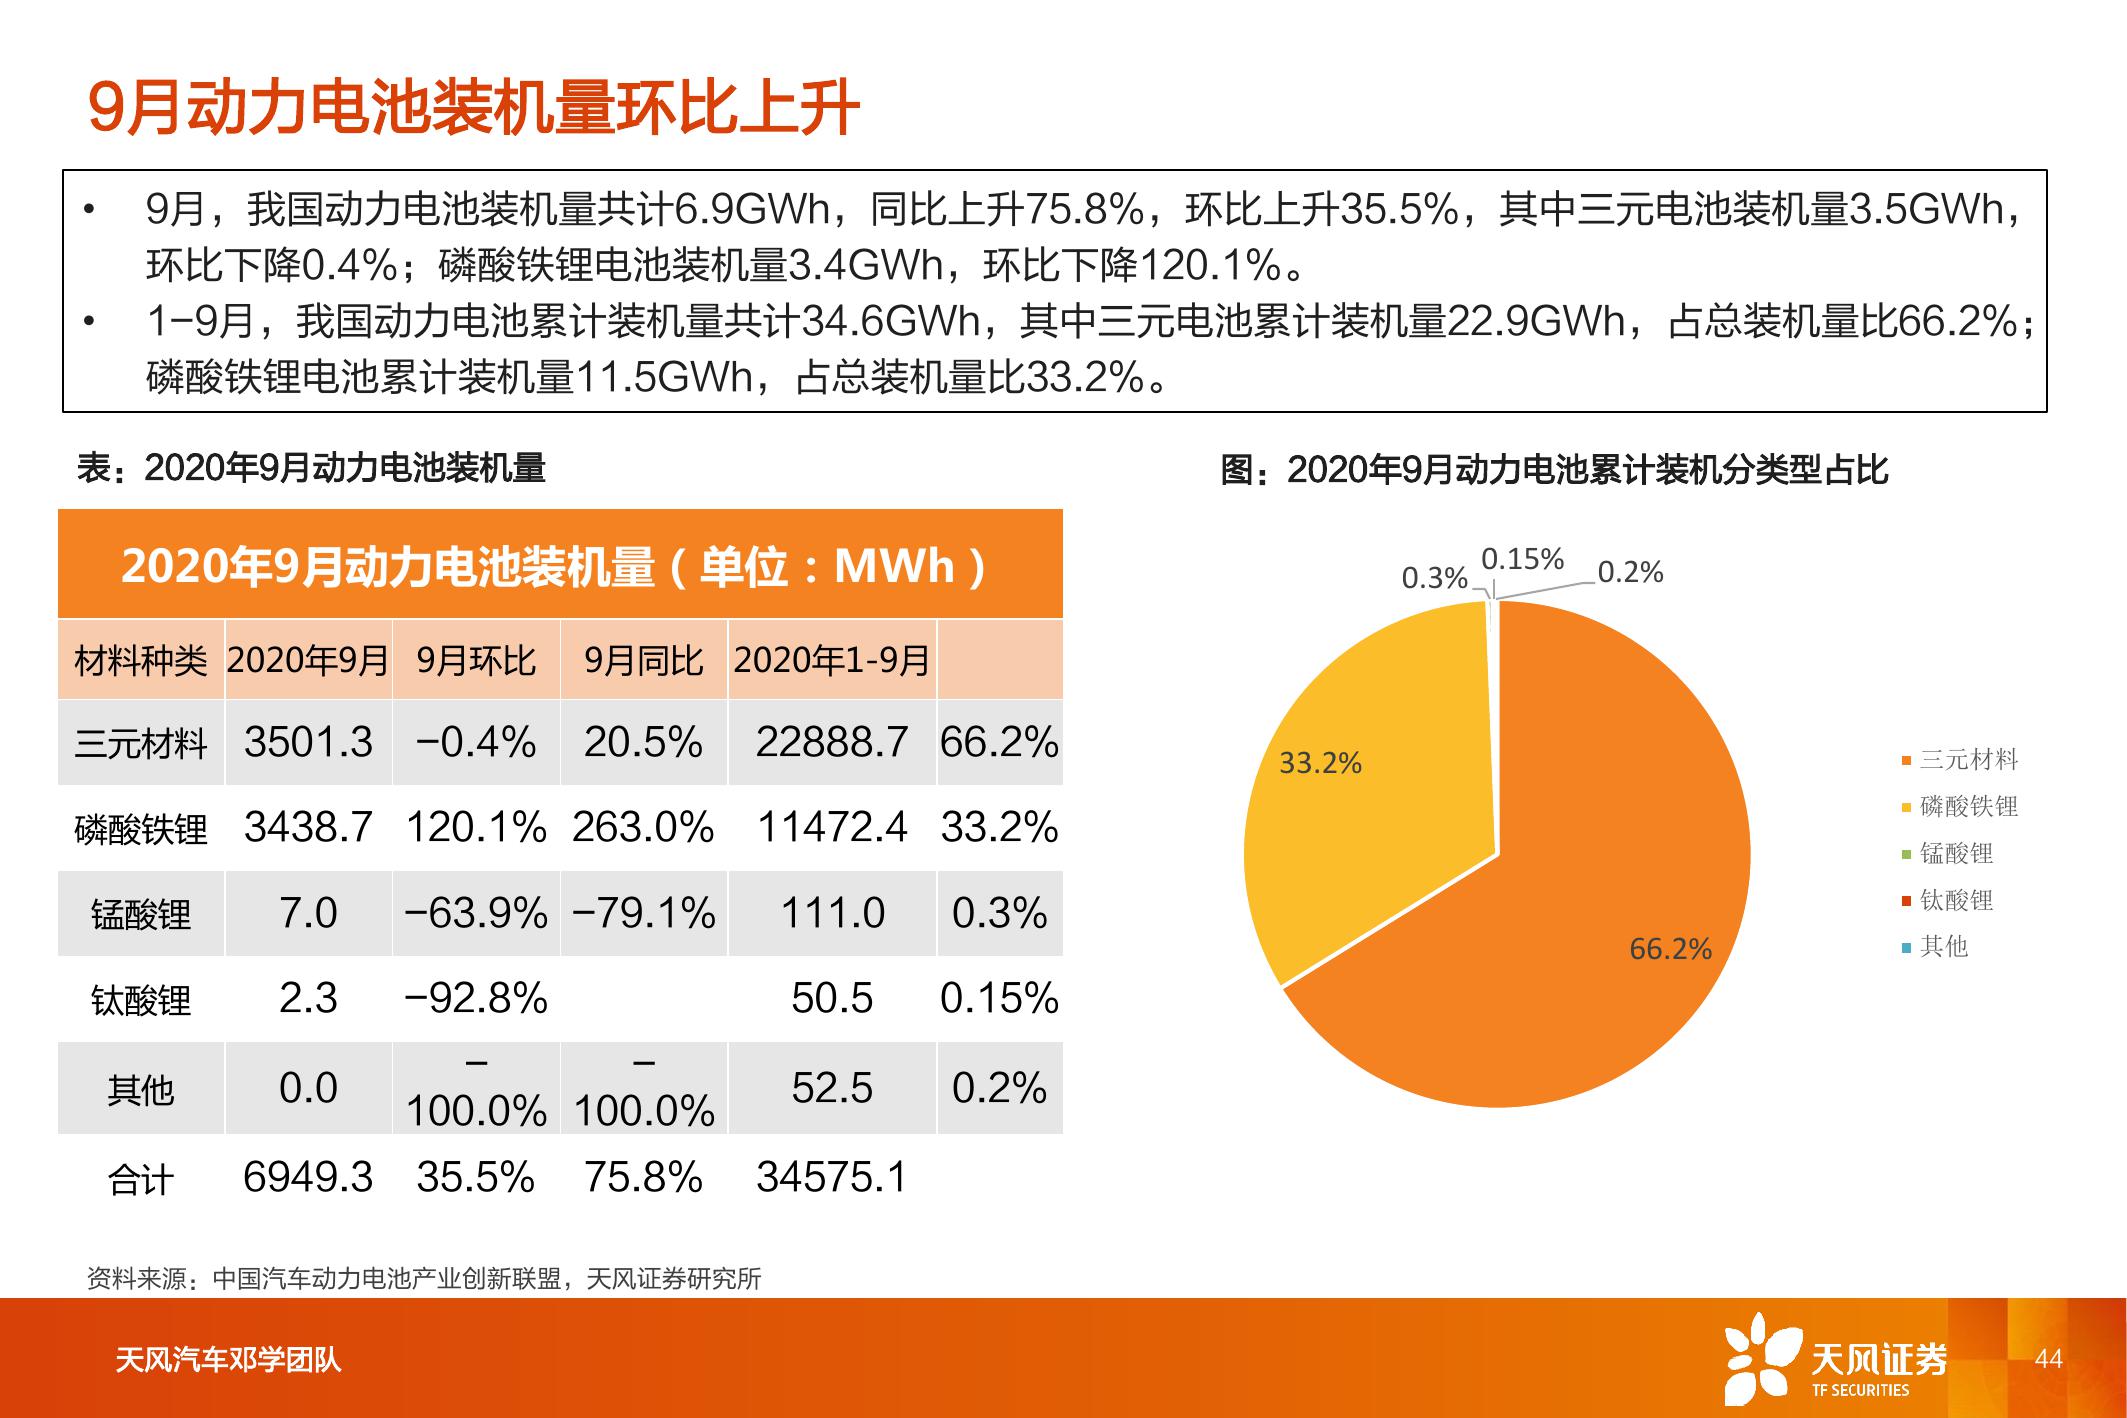 9月动力电池装机量环比上升
• 9月，我国动力电池装机量共计6.9GWh，同比上升75.8%，环比上升35.5%，其中三元电池装机量3.5GWh，
环比下降0.4%；磷酸铁锂电池装机量3.4GWh，环比下降120.1%。
• 1-9月，我国动力电池累计装机量共计34.6GWh，其中三元电池累计装机量22.9GWh，占总装机量比66.2%；
磷酸铁锂电池累计装机量11.5GWh，占总装机量比33.2%。
表：2020年9月动力电池装机量
2020年9月动力电池装机量（单位：MWh）
材料种类 2020年9月 9月环比 9月同比 2020年1-9月
三元材料 3501.3 -0.4% 20.5% 22888.7 66.2%
磷酸铁锂 3438.7 120.1% 263.0% 11472.4 33.2%
锰酸锂 7.0 -63.9% -79.1% 111.0 0.3%
钛酸锂 2.3 -92.8% 50.5 0.15%
其他 0.0 -100.0% -100.0% 52.5 0.2%
合计 6949.3 35.5% 75.8% 34575.1
图：2020年9月动力电池累计装机分类型占比
0.3% 0.15% 0.2%
33.2%
66.2%
三元材料
磷酸铁锂
锰酸锂
钛酸锂
其他
资料来源：中国汽车动力电池产业创新联盟，天风证券研究所
天风汽车邓学团队
天风证券
TF SECURITIES
44